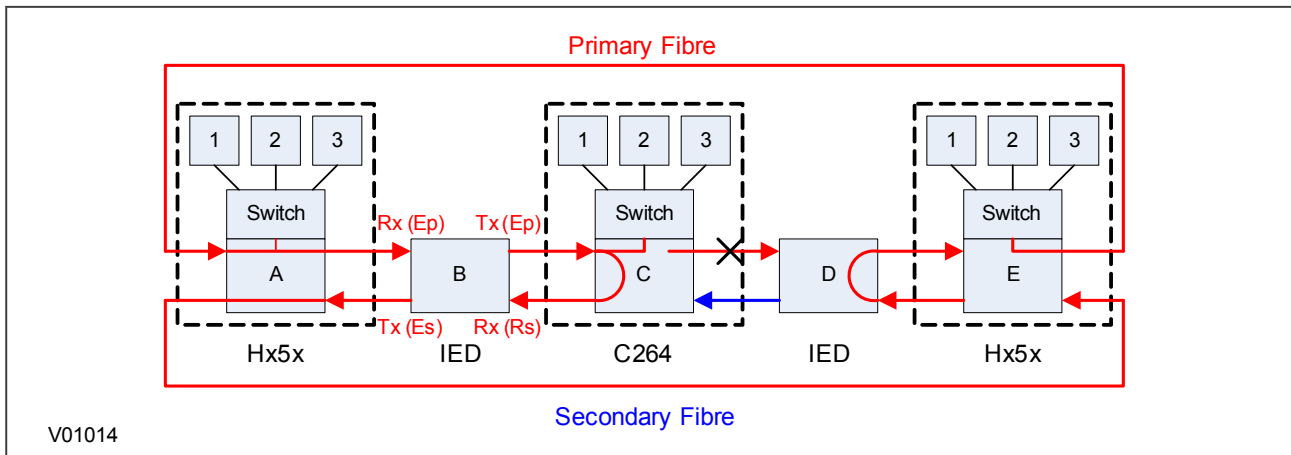 Primary Fibre
1 2 3
1 2 3
1 2 3
Switch
Switch
Switch
Rx (Ep)
Tx (Ep)
A
B
C
D
E
Tx (Es)
Rx (Rs)
Hx5x
IED
C264
IED
Hx5x
Secondary Fibre
V01014